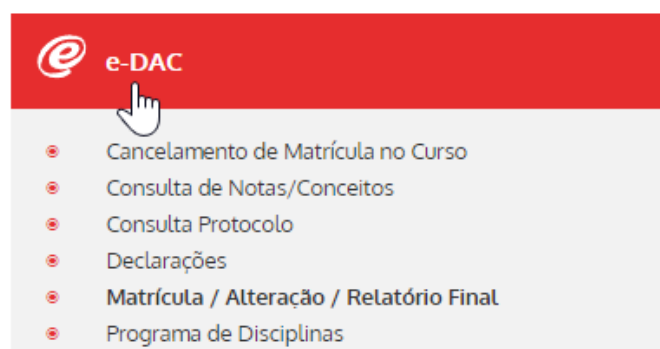 e e-DAC
Cancelamento de Matrícula no Curso
Consulta de Notas/Conceitos
Consulta Protocolo
Declarações
Matrícula / Alteração / Relatório Final
Programa de Disciplinas